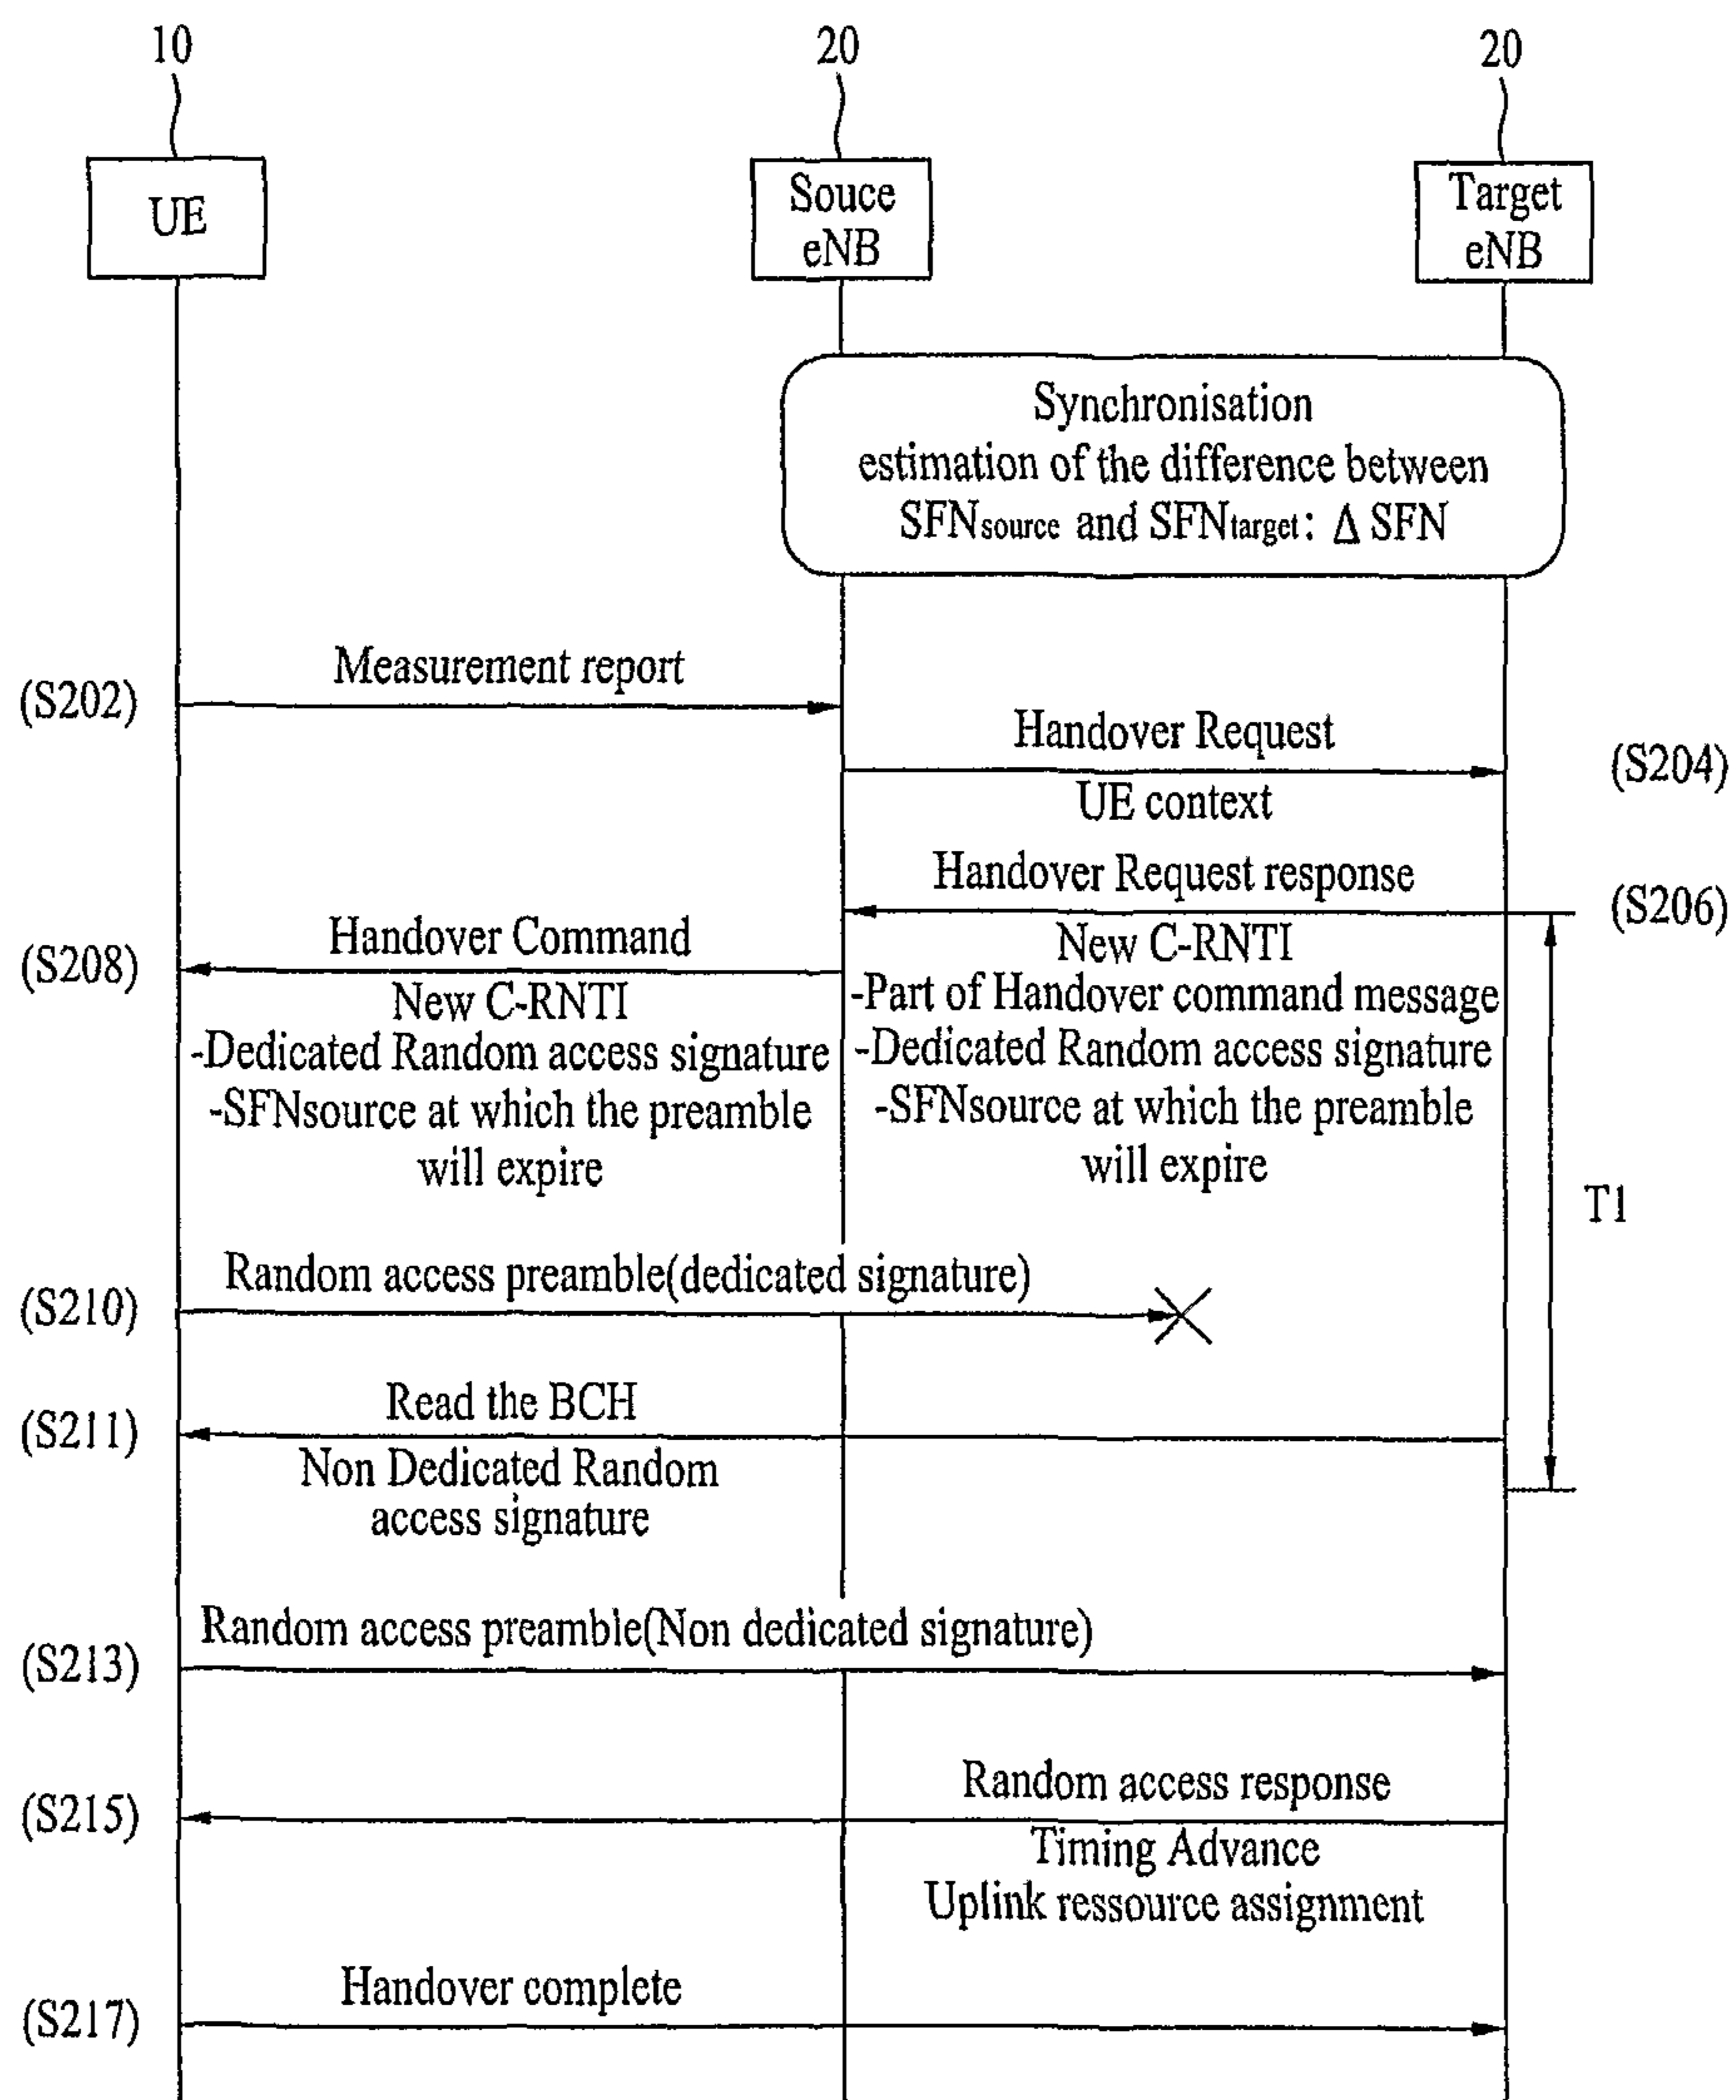 10
20
20
UE
Souce
eNB
Target
eNB
Synchronisation
estimation of the difference between
SFNsource and SFNtarget: Δ SFN
Measurement report
(S202)
Handover Request
(S204)
UE context
Handover Request response
(S206)
Handover Command
(S208)
New C-RNTI
-Part of Handover command message
-Dedicated Random access signature
-SFNsource at which the preamble
will expire
New C-RNTI
-Dedicated Random access signature
-SFNsource at which the preamble
will expire
T1
Random access preamble(dedicated signature)
(S210)
Read the BCH
(S211)
Non Dedicated Random
access signature
Random access preamble(Non dedicated signature)
(S213)
Random access response
(S215)
Timing Advance
Uplink ressource assignment
Handover complete
(S217)